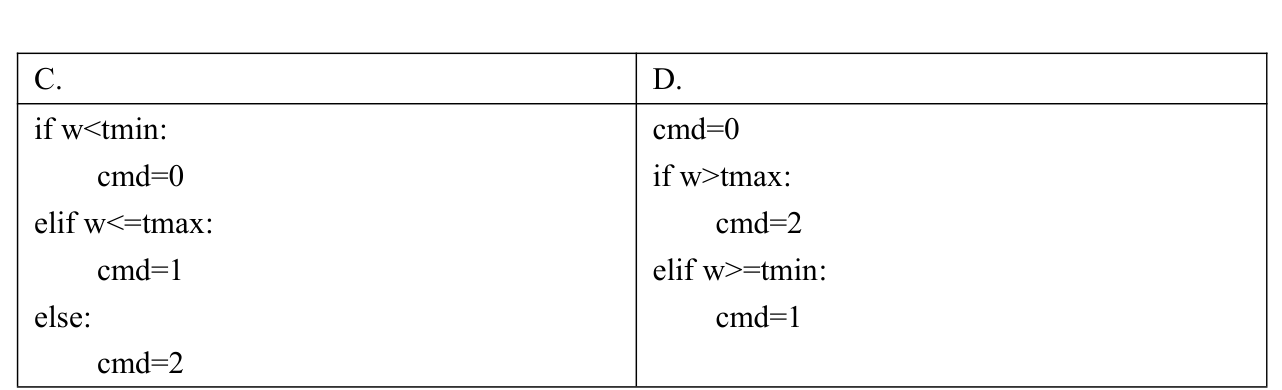 C.
if w<tmin:
cmd=0
elif w<=tmax:
cmd=1
else:
cmd=2
D.
cmd=0
if w>tmax:
cmd=2
elif w>=tmin:
cmd=1